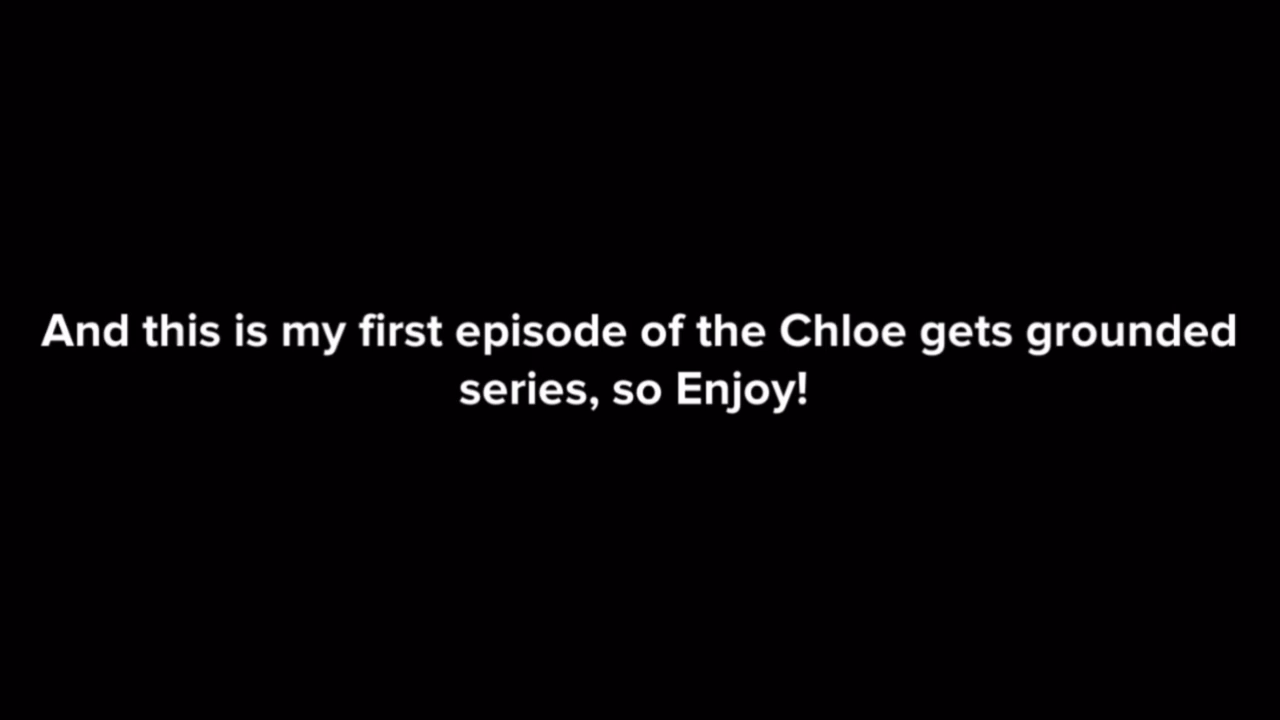 And this is my first episode of the Chloe gets grounded
series, so Enjoy!